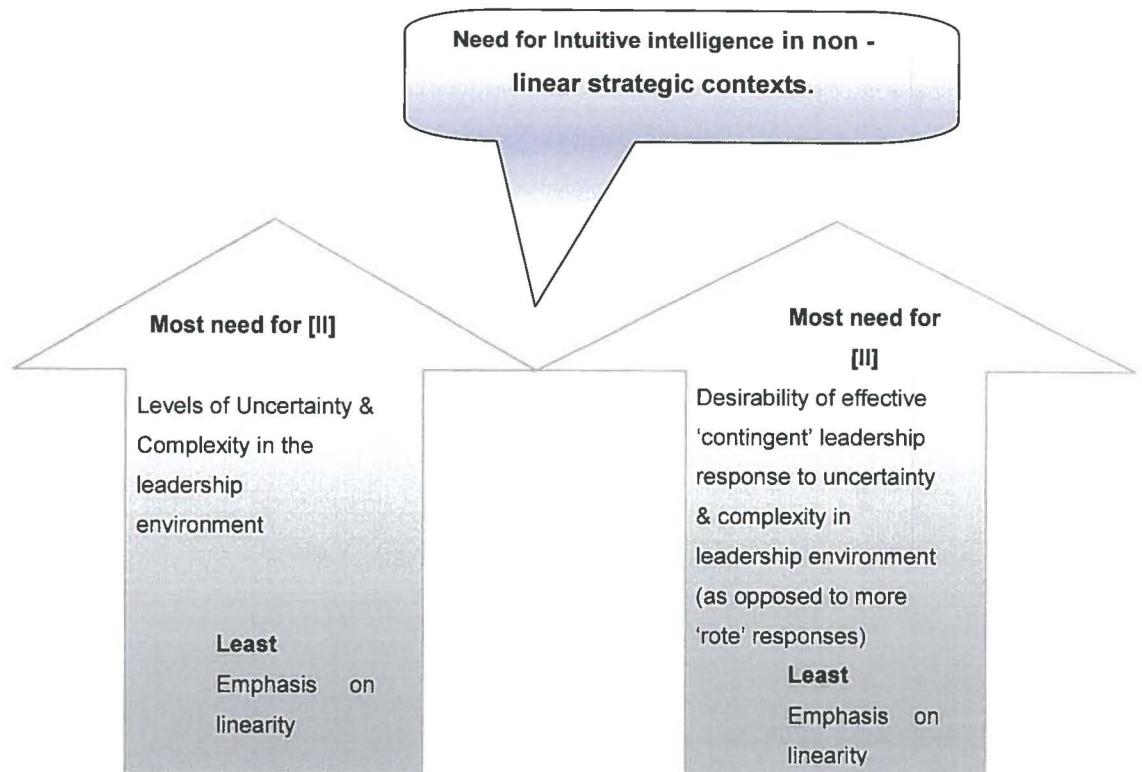 Need for Intuitive intelligence in non -
linear strategic contexts.
Most need for [II]
Levels of Uncertainty &
Complexity in the
leadership
environment
Least
Emphasis on
linearity
Most need for
[II]
Desirability of effective
‘contingent’ leadership
response to uncertainty
& complexity in
leadership environment
(as opposed to more
‘rote’ responses)
Least
Emphasis on
linearity